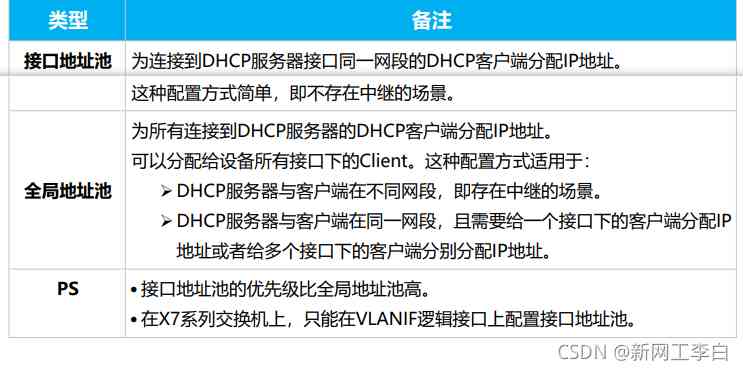 类型 备注
接口地址池 为连接到DHCP服务器接口同一网段的DHCP客户端分配IP地址。
这种配置方式简单，即不存在中继的场景。
为所有连接到DHCP服务器的DHCP客户端分配IP地址。
可以分配给设备所有接口下的Client。这种配置方式适用于：
全局地址池 ➢ DHCP服务器与客户端在不同网段，即存在中继的场景。
➢ DHCP服务器与客户端在同一网段，且需要给一个接口下的客户端分配IP
地址或者给多个接口下的客户端分别分配IP地址。
PS • 接口地址池的优先级比全局地址池高。
• 在X7系列交换机上，只能在VLANIF逻辑接口上配置接口地址池。
CSDN @新网工李白